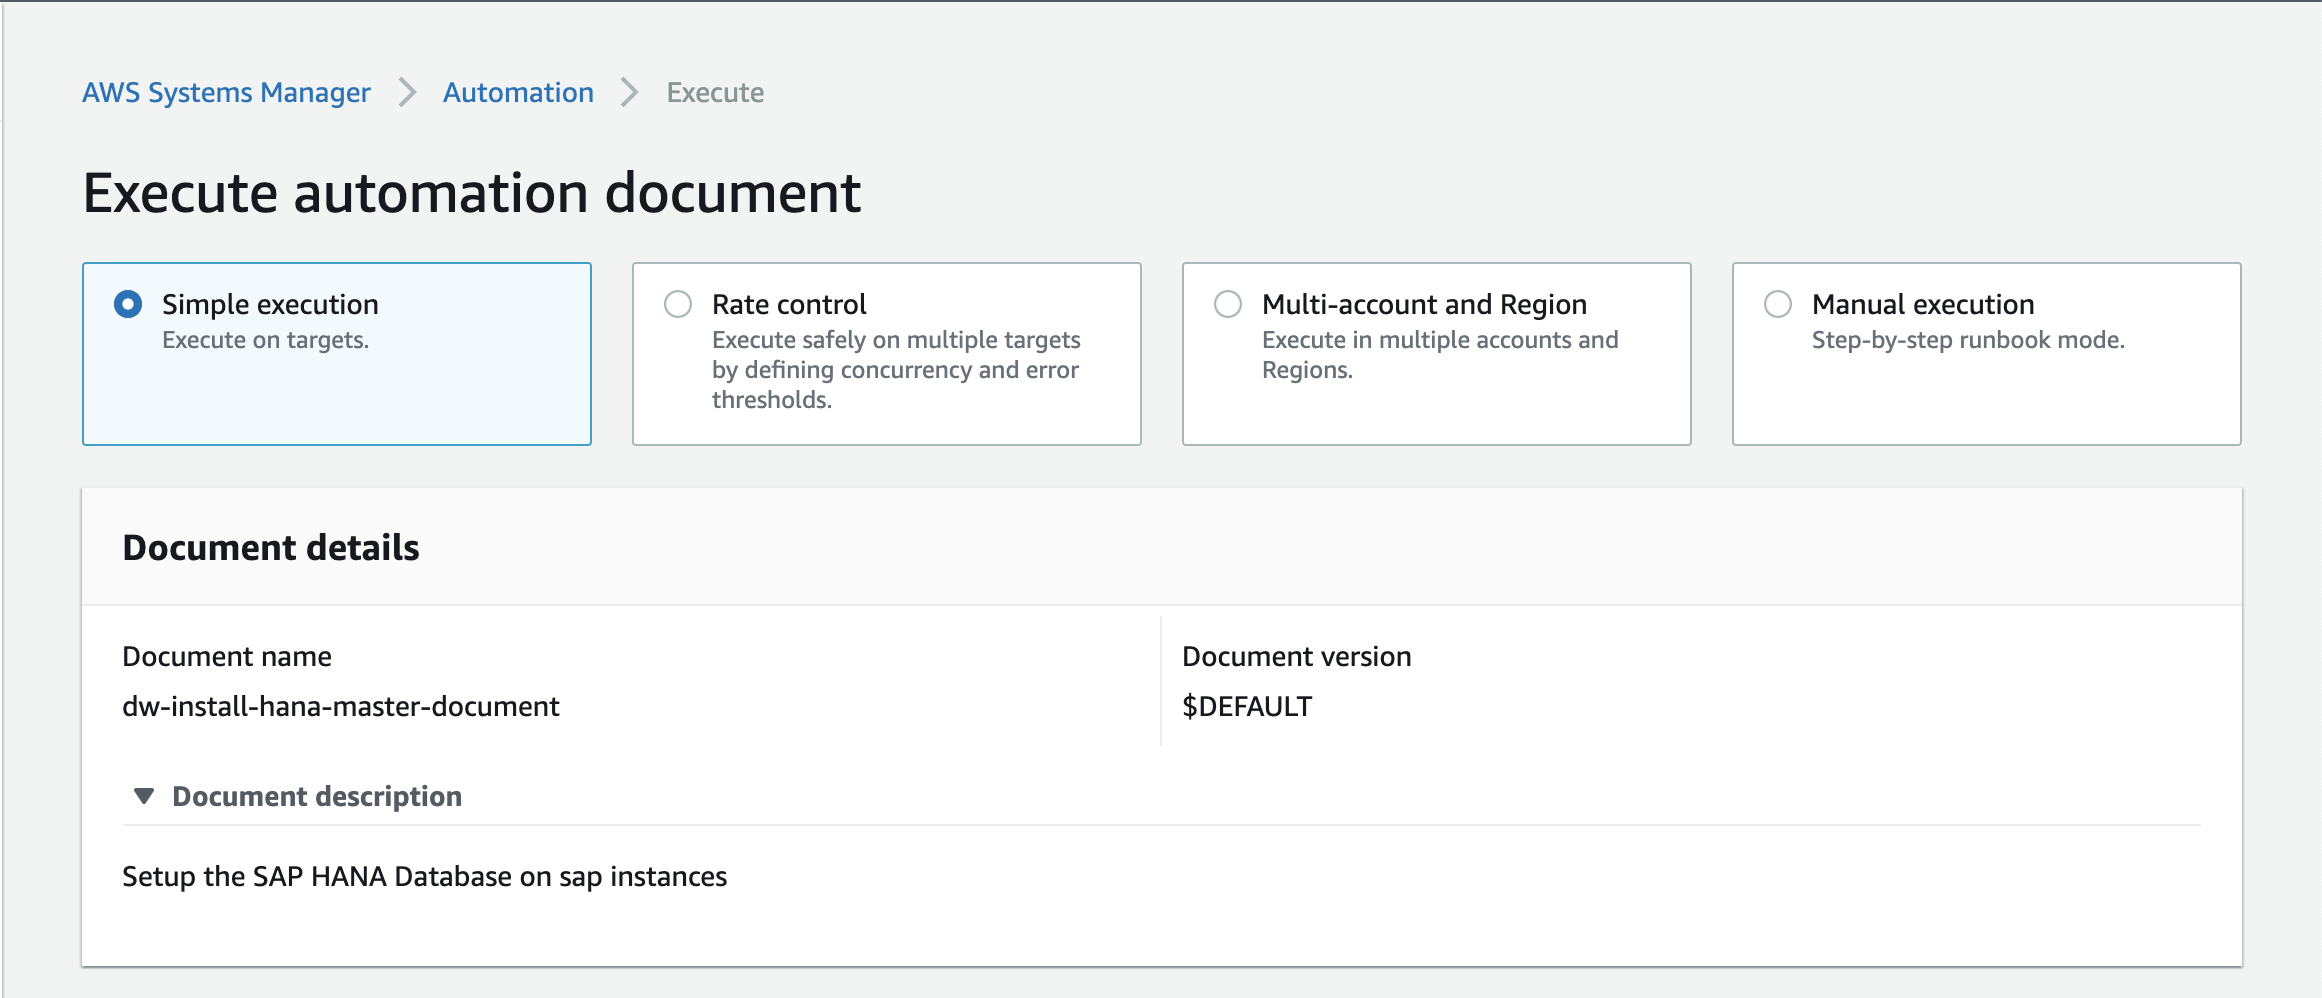 AWS Systems Manager > Automation > Execute
Execute automation document
Simple execution
Execute on targets.
Rate control
Execute safely on multiple targets
by defining concurrency and error
thresholds.
Multi-account and Region
Execute in multiple accounts and
Regions.
Manual execution
Step-by-step runbook mode.
Document details
Document name
dw-install-hana-master-document
Document version
$DEFAULT
Document description
Setup the SAP HANA Database on sap instances